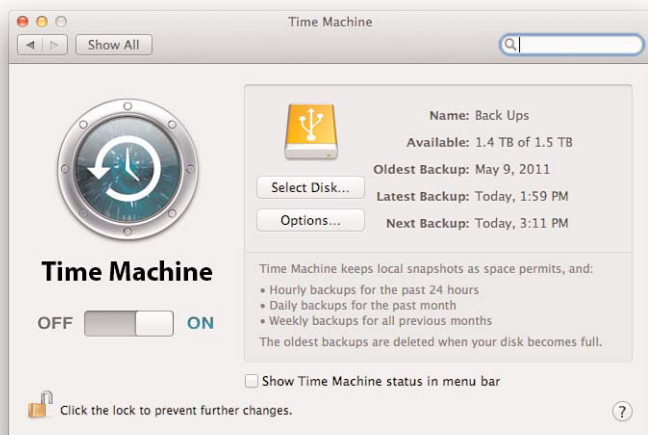 Time Machine
Show All
Name: Back Ups
Available: 1.4 TB of 1.5 TB
Oldest Backup: May 9, 2011
Select Disk...
Latest Backup: Today, 1:59 PM
Options...
Next Backup: Today, 3:11 PM
Time Machine
OFF ON
Time Machine keeps local snapshots as space permits, and:
• Hourly backups for the past 24 hours
• Daily backups for the past month
• Weekly backups for all previous months
The oldest backups are deleted when your disk becomes full.
Show Time Machine status in menu bar
Click the lock to prevent further changes.
?